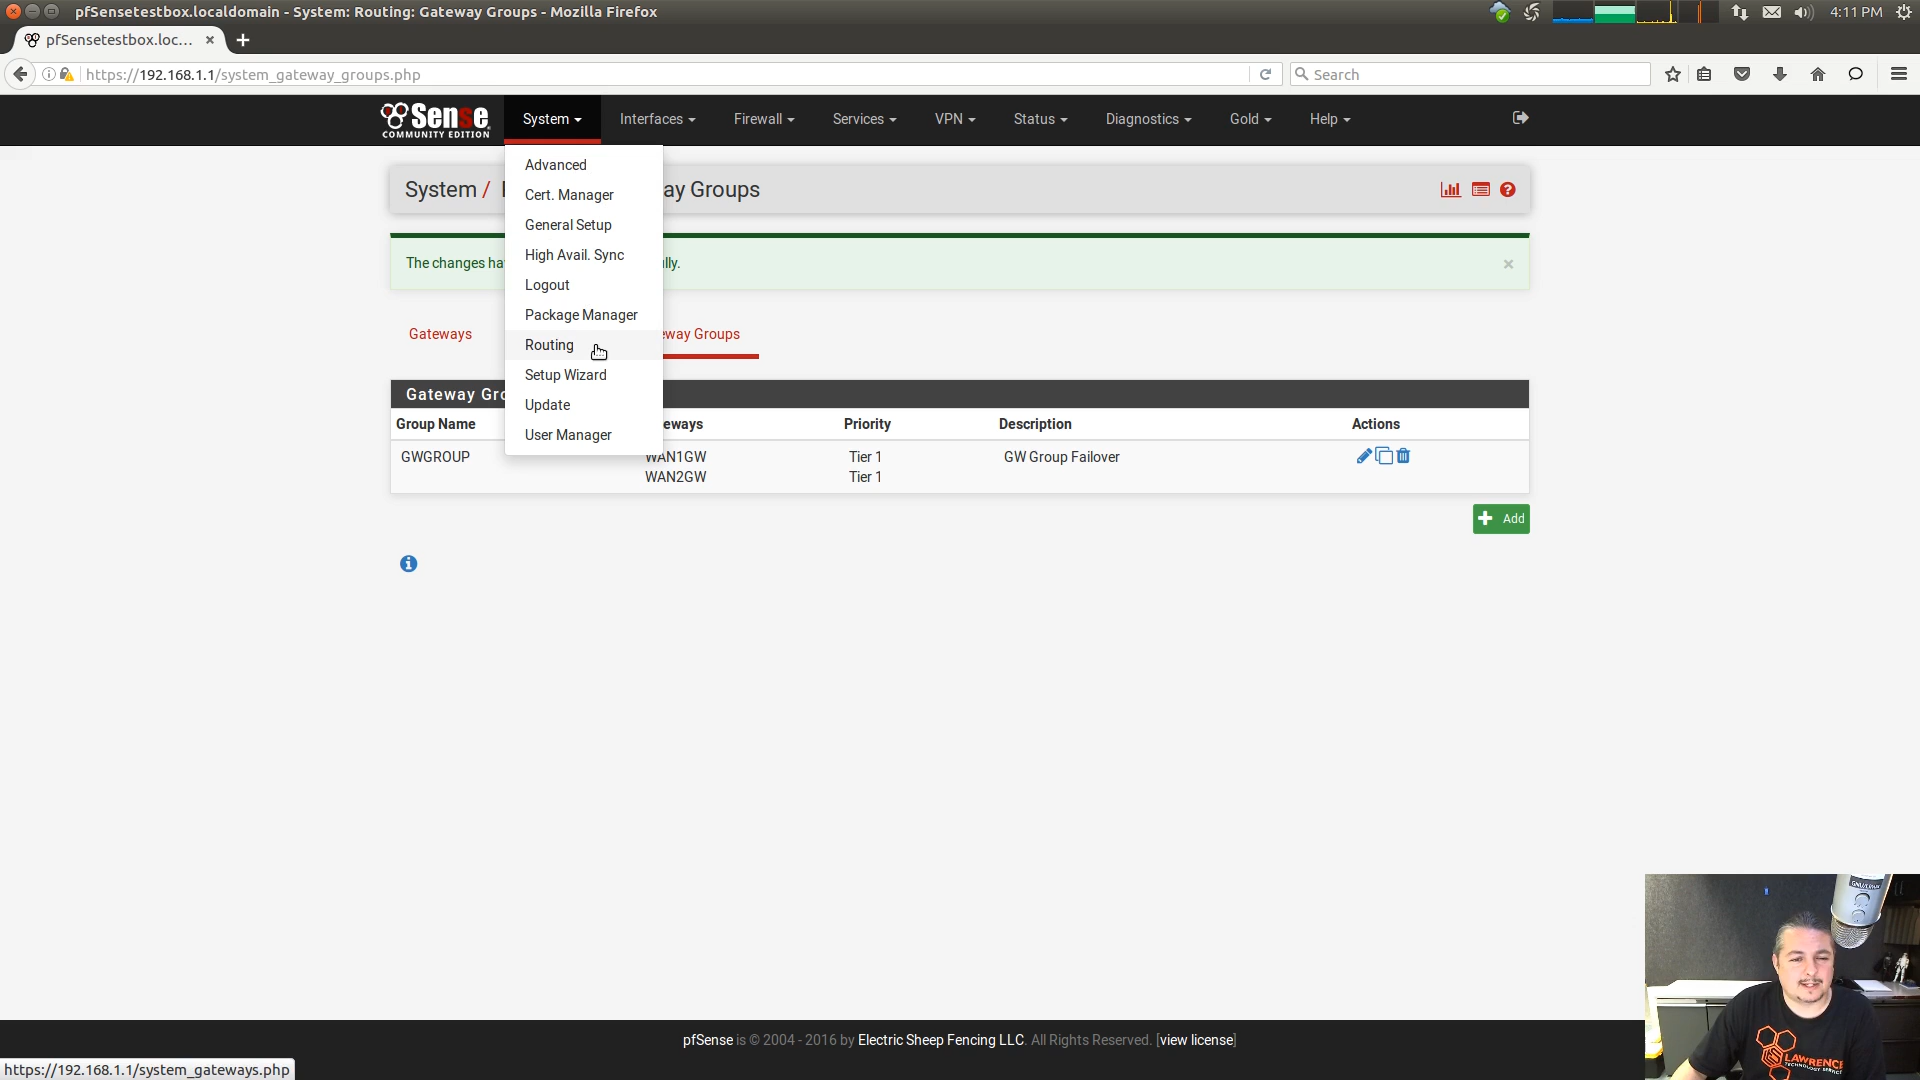 pfSensetestbox.localdomain - System: Routing: Gateway Groups - Mozilla Firefox
4:11 PM
pfSensetestbox.loc...
https://192.168.1.1/system_gateway_groups.php
Search
Sense
COMMUNITY EDITION
System
Interfaces
Firewall
Services
VPN
Status
Diagnostics
Gold
Help
Advanced
Cert. Manager
General Setup
High Avail. Sync
Logout
Package Manager
Routing
Setup Wizard
Update
User Manager
System / ay Groups
The changes lly.
Gateways
eway Groups
Gateway
Group Name
eways
Priority
Description
Actions
GWGROUP
WAN1GW
Tier 1
GW Group Failover
WAN2GW
Tier 1
Add
pfSense is © 2004 - 2016 by Electric Sheep Fencing LLC. All Rights Reserved. [view license]
https://192.168.1.1/system_gateways.php
LAWRENCE